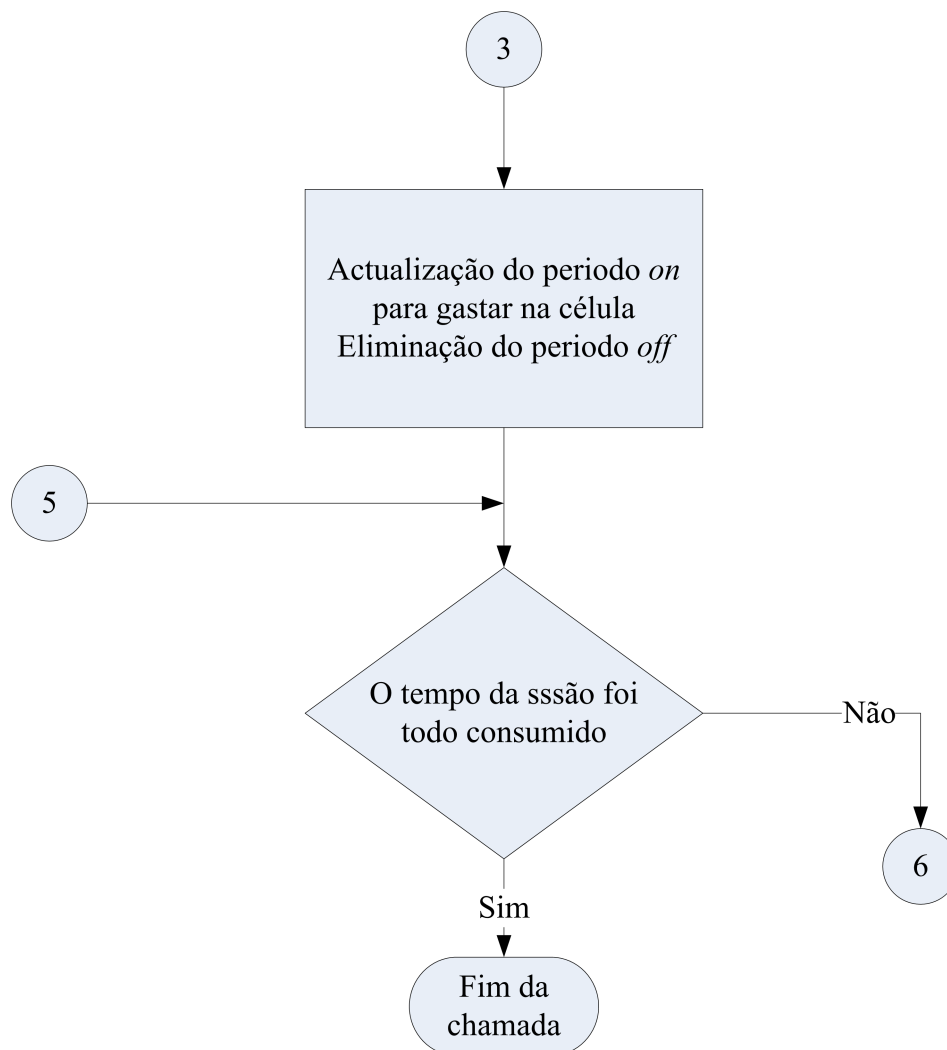 3
Actualização do periodo on
para gastar na célula
Eliminação do periodo off
5
O tempo da sssão foi
todo consumido
Não
6
Sim
Fim da
chamada